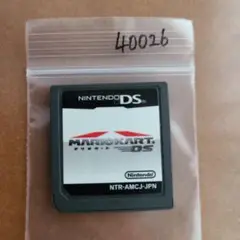 40026
NINTENDO DS
MARIOKART
DS
Nintendo
NTR-AMCJ-JPN